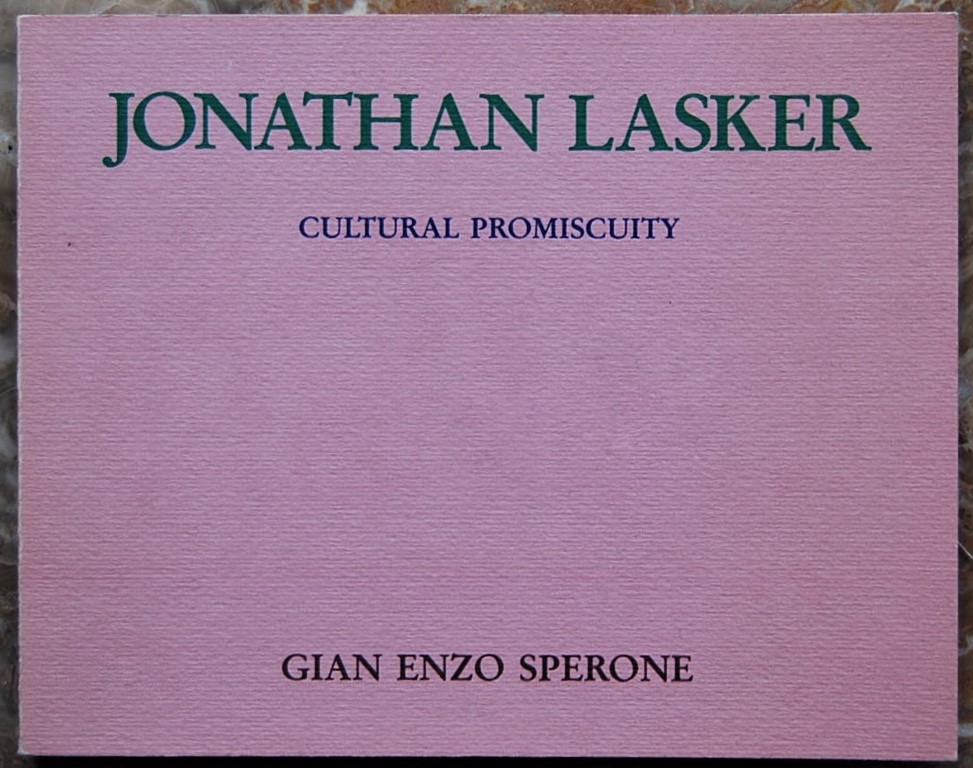 JONATHAN LASKER
CULTURAL PROMISCUITY
GIAN ENZO SPERONE